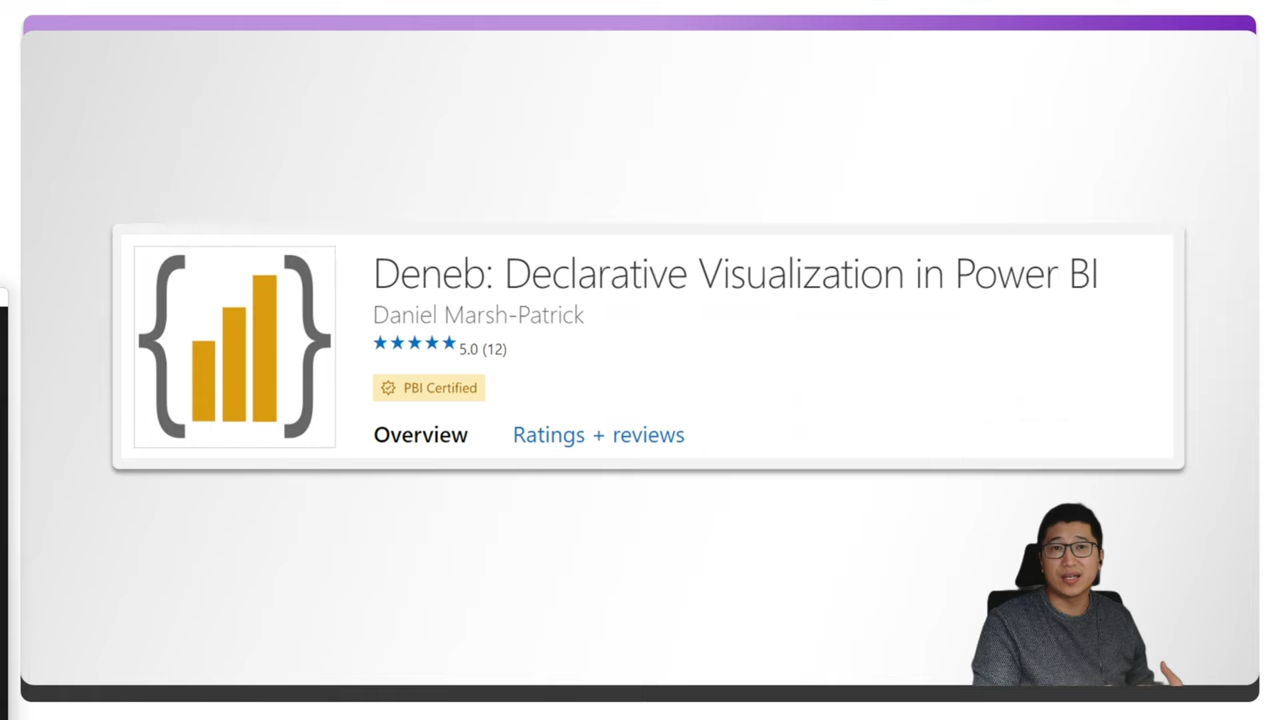 Deneb: Declarative Visualization in Power BI
Daniel Marsh-Patrick
5.0 (12)
PBI Certified
Overview Ratings + reviews